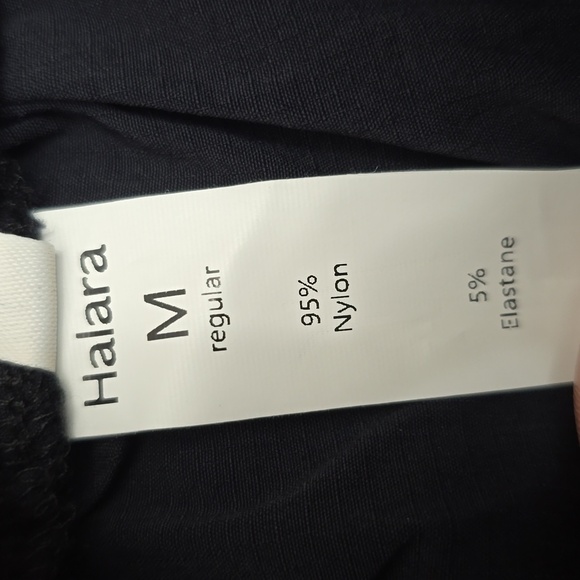 Halara
M
regular
95%
Nylon
5%
Elastane